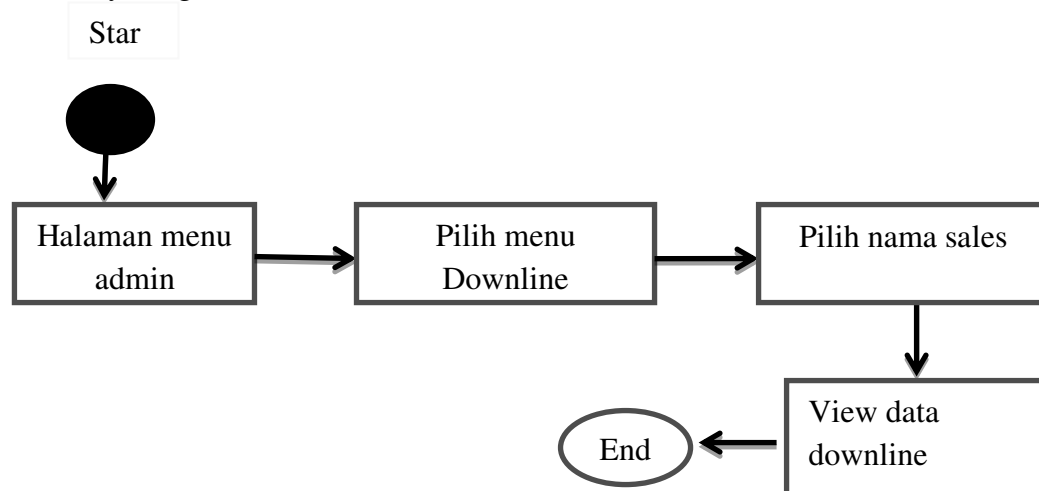 Star
Halaman menu
admin
Pilih menu
Downline
Pilih nama sales
View data
downline
End